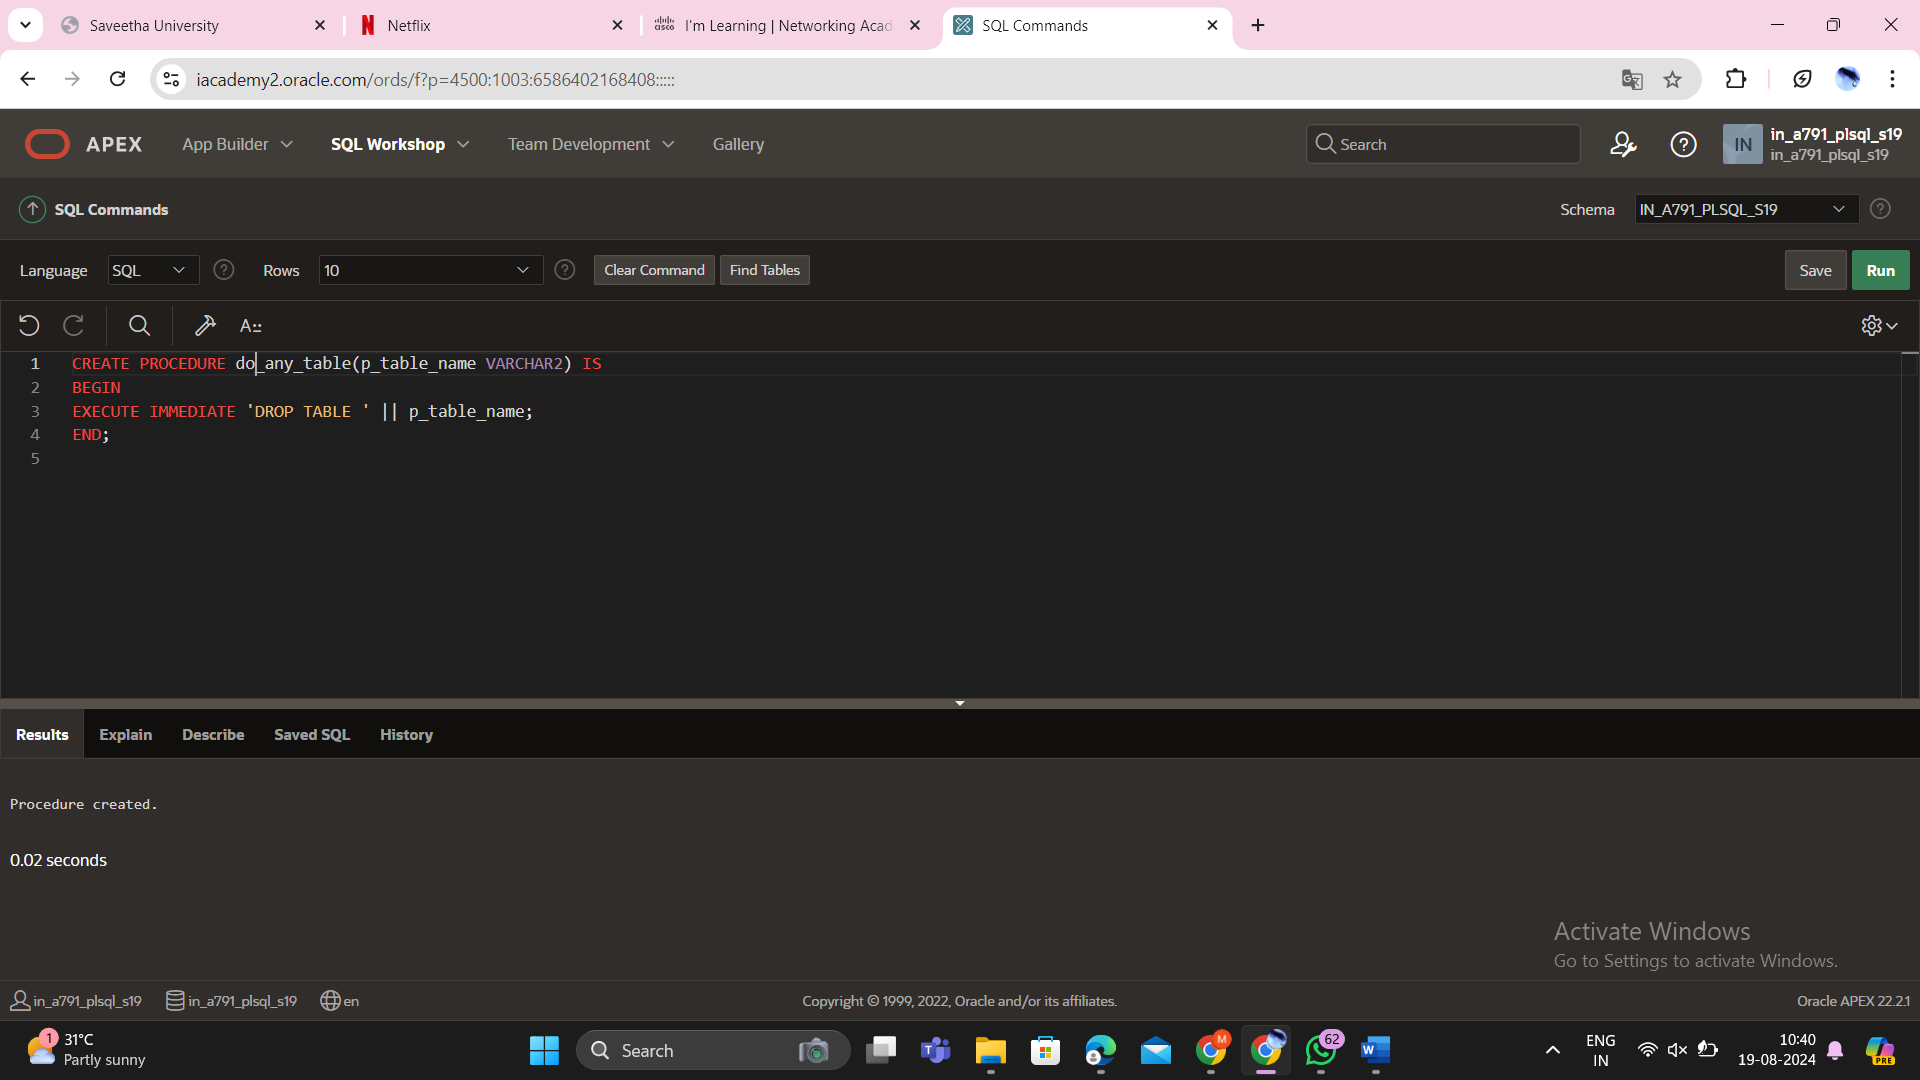 Saveetha University
Netflix
I'm Learning | Networking Acad
SQL Commands
iacademy2.oracle.com/ords/f?p=4500:1003:6586402168408:::::
APEX
App Builder
SQL Workshop
Team Development
Gallery
Search
IN
in_a791_plsql_s19
in_a791_plsql_s19
SQL Commands
Schema
IN_A791_PLSQL_S19
Language
SQL
Rows
10
Clear Command
Find Tables
Save
Run
1 CREATE PROCEDURE do_any_table(p_table_name VARCHAR2) IS
2 BEGIN
3 EXECUTE IMMEDIATE 'DROP TABLE ' || p_table_name;
4 END;
5
Results
Explain
Describe
Saved SQL
History
Procedure created.
0.02 seconds
Activate Windows
Go to Settings to activate Windows.
in_a791_plsql_s19
in_a791_plsql_s19
en
Copyright © 1999, 2022, Oracle and/or its affiliates.
Oracle APEX 22.2.1
1
31°C
Partly sunny
Search
M
62
ENG
IN
10:40
19-08-2024
PRE